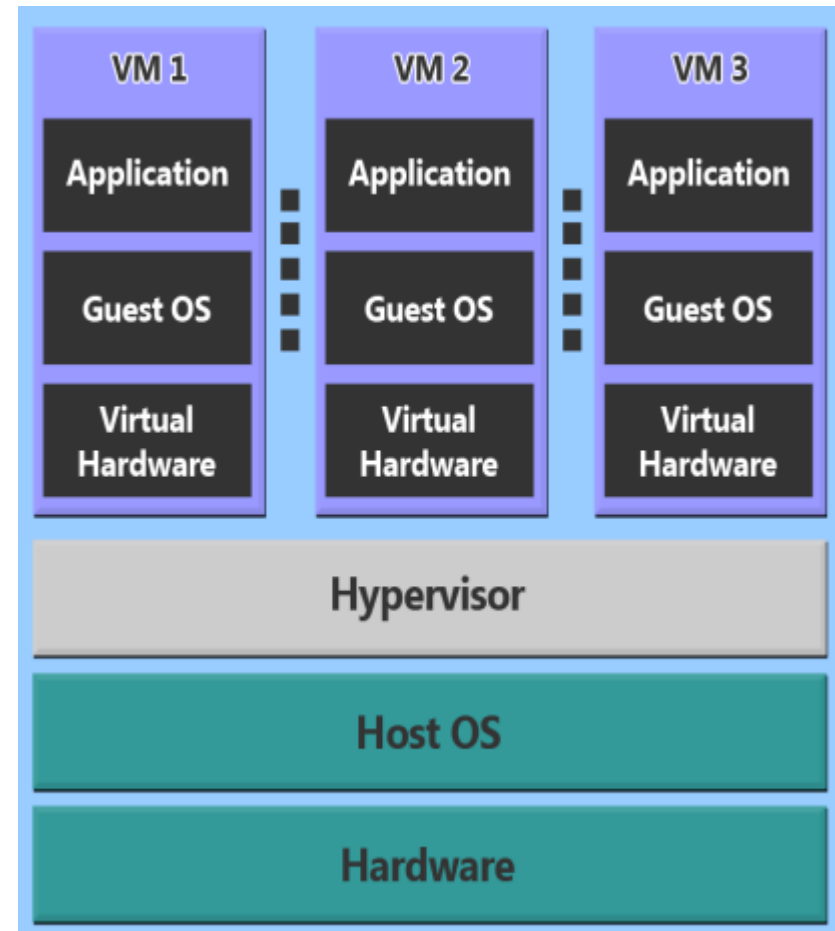 VM 1
Application
Guest OS
Virtual
Hardware
VM 2
Application
Guest OS
Virtual
Hardware
VM 3
Application
Guest OS
Virtual
Hardware
Hypervisor
Host OS
Hardware